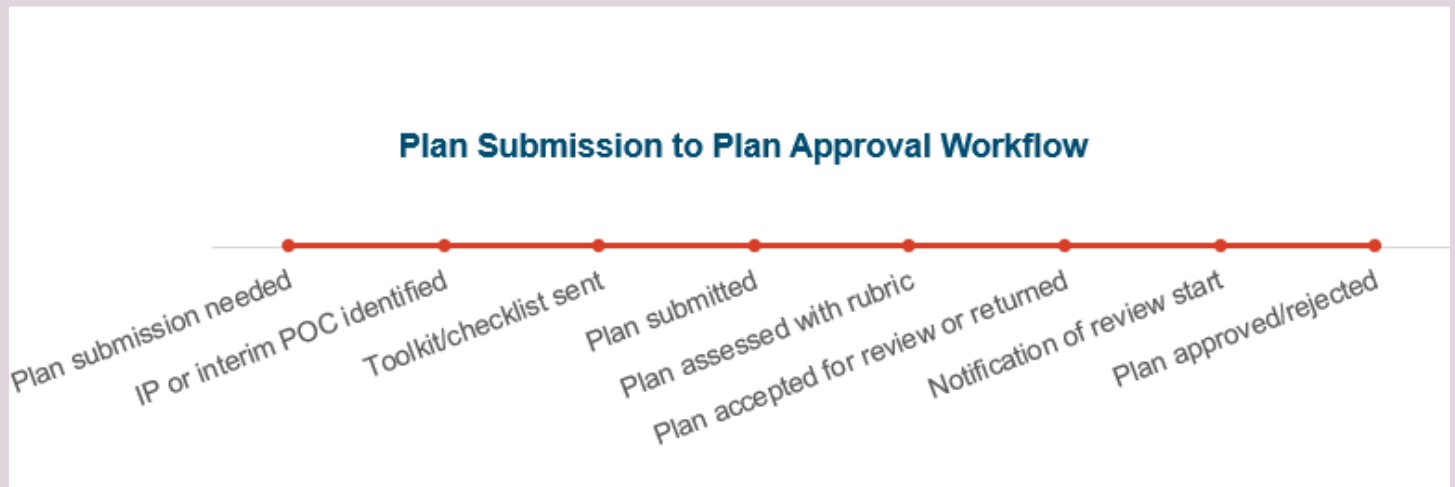 Plan Submission to Plan Approval Workflow
Plan submission needed
IP or interim POC identified
Toolkit/checklist sent
Plan submitted
Plan assessed with rubric
Plan accepted for review or returned
Notification of review start
Plan approved/rejected